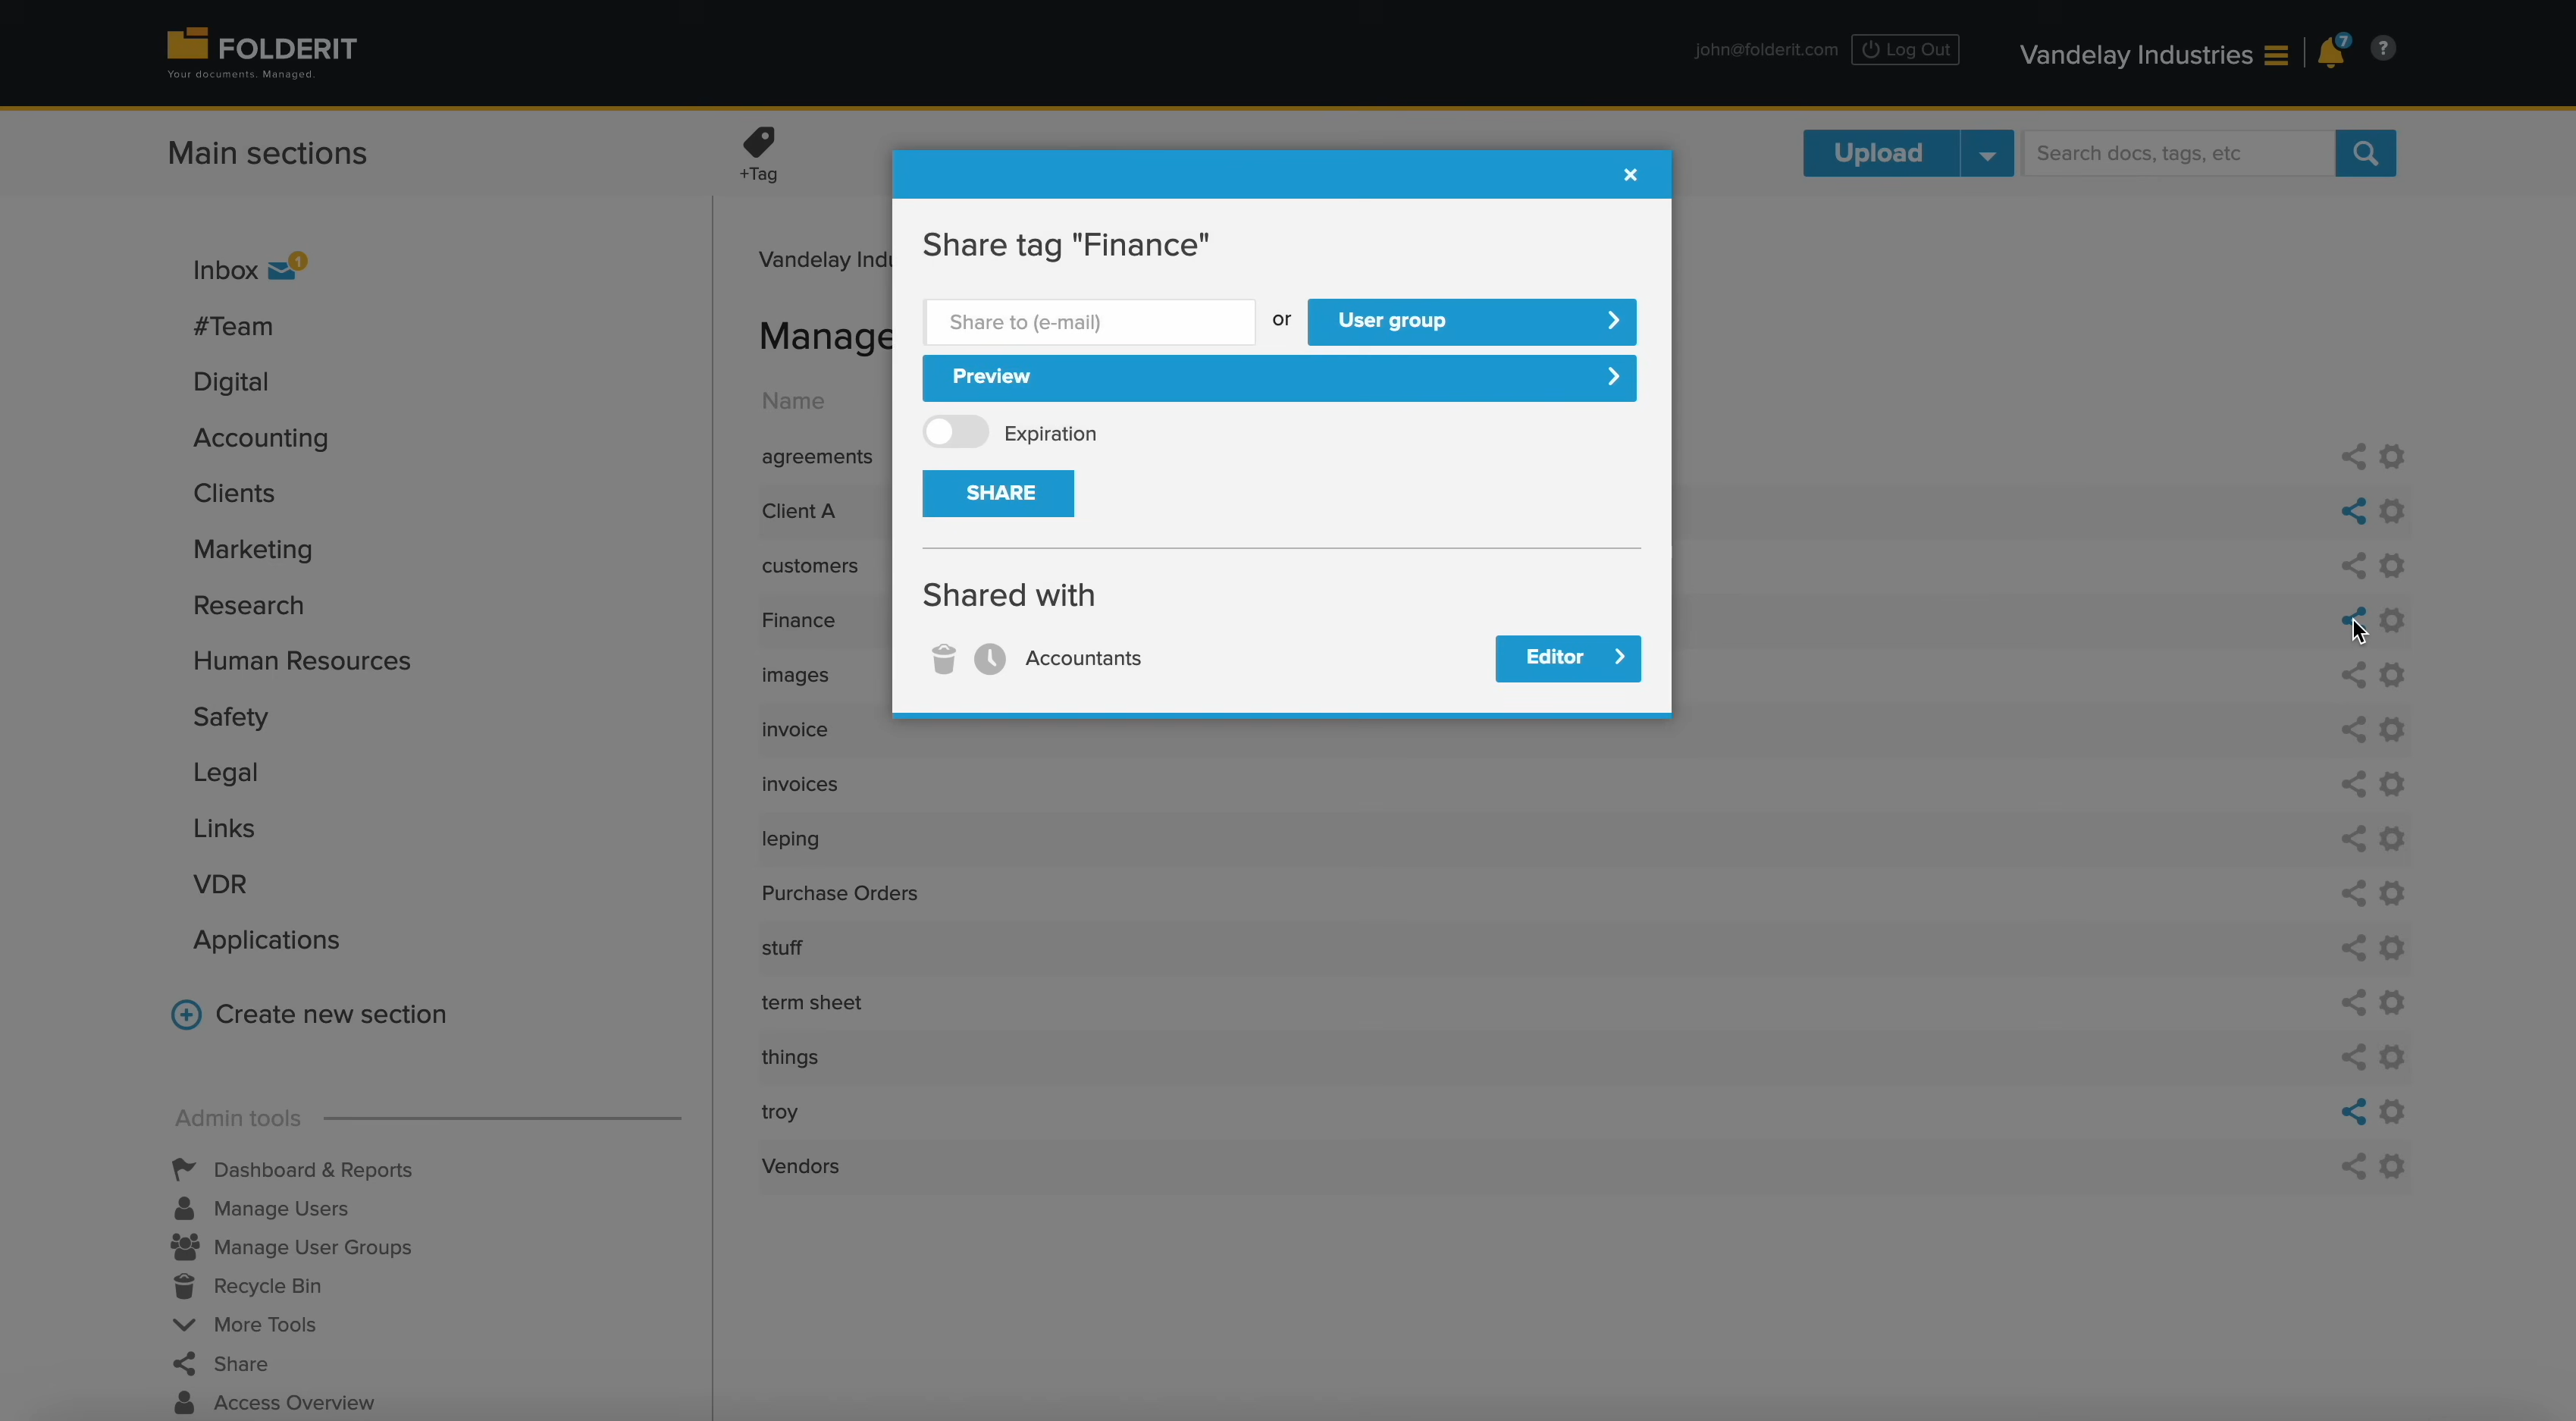 FOLDERIT
Your documents. Managed.
john@folderit.com
Log Out
Vandelay Industries
7
?
Main sections
+Tag
Upload
Search docs, tags, etc
Inbox
1
#Team
Digital
Accounting
Clients
Marketing
Research
Human Resources
Safety
Legal
Links
VDR
Applications
Create new section
Admin tools
Dashboard & Reports
Manage Users
Manage User Groups
Recycle Bin
More Tools
Share
Access Overview
Vandelay Indu
Manage
Name
agreements
Client A
customers
Finance
images
invoice
invoices
leping
Purchase Orders
stuff
term sheet
things
troy
Vendors
Share tag "Finance"
Share to (e-mail)
or
User group
Preview
Expiration
SHARE
Shared with
Accountants
Editor